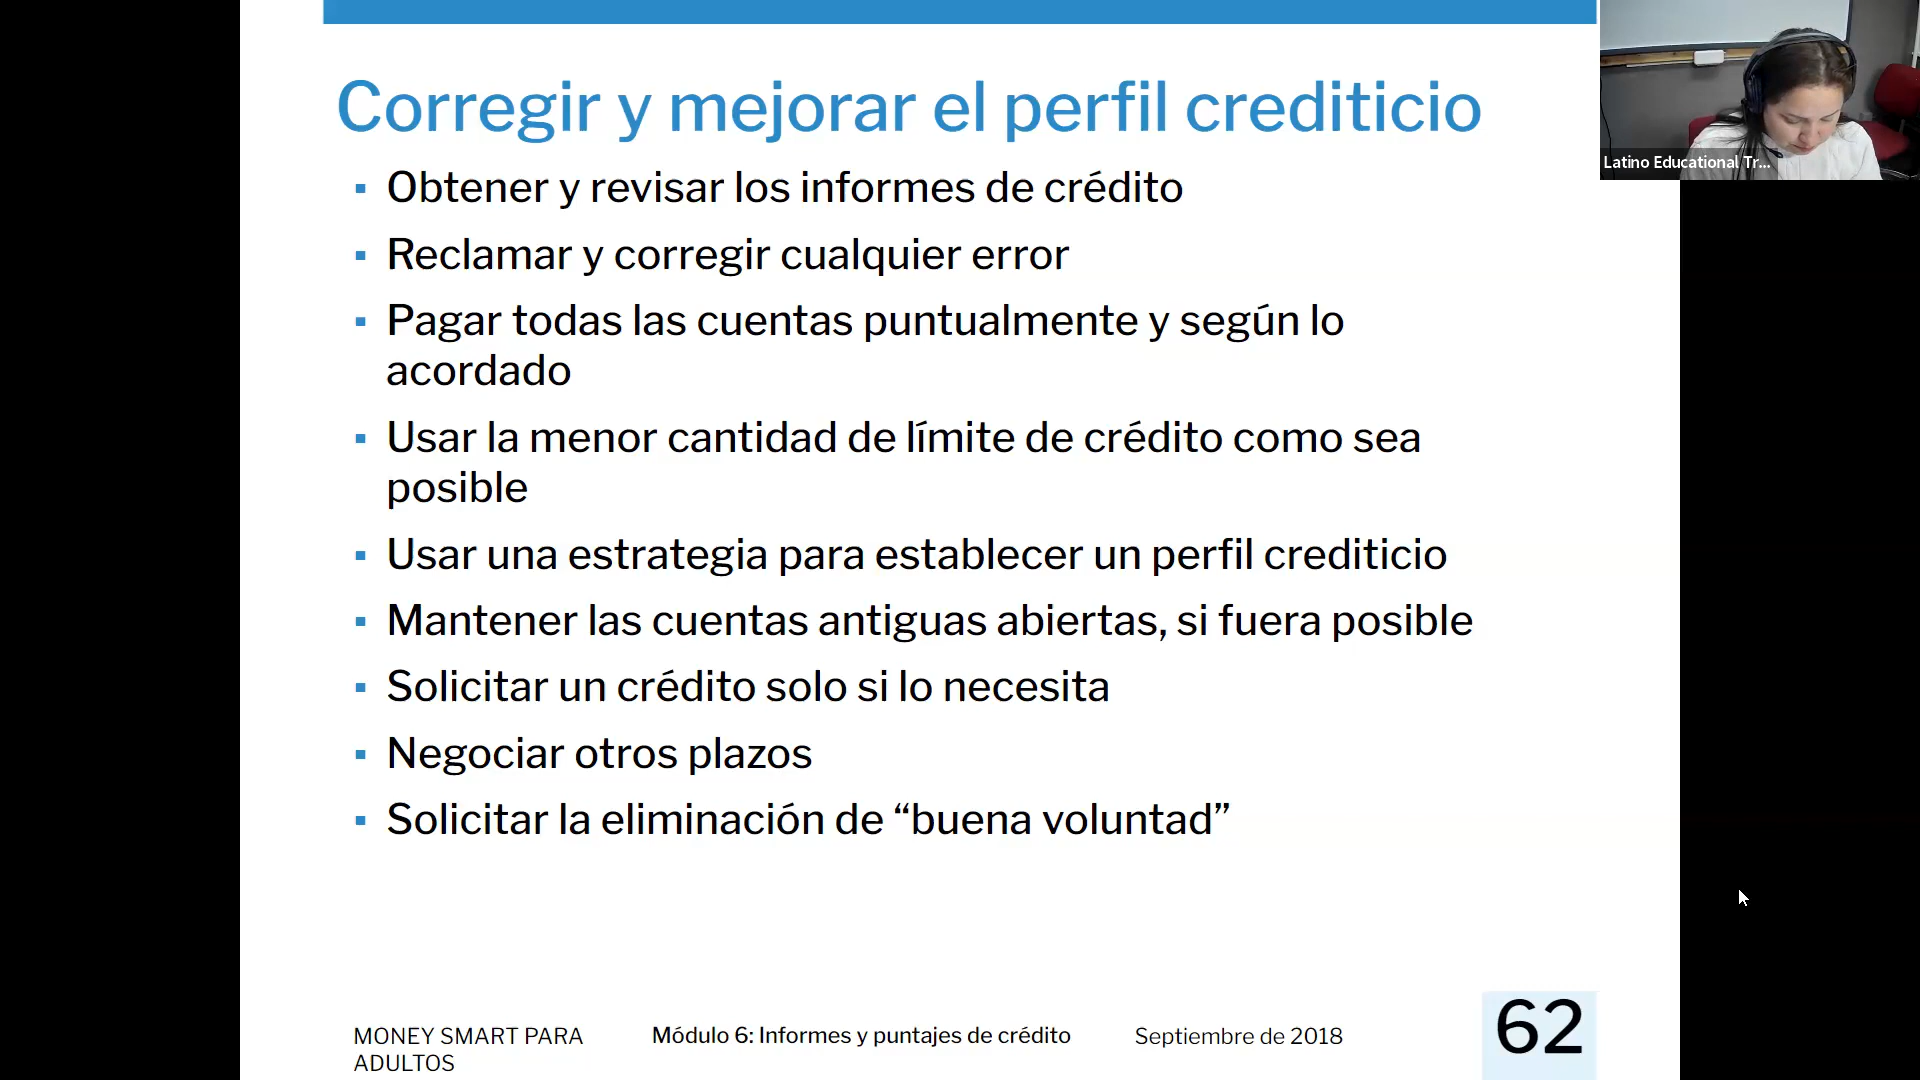 Corregir y mejorar el perfil crediticio
▪ Obtener y revisar los informes de crédito
▪ Reclamar y corregir cualquier error
▪ Pagar todas las cuentas puntualmente y según lo
acordado
▪ Usar la menor cantidad de límite de crédito como sea
posible
▪ Usar una estrategia para establecer un perfil crediticio
▪ Mantener las cuentas antiguas abiertas, si fuera posible
▪ Solicitar un crédito solo si lo necesita
▪ Negociar otros plazos
▪ Solicitar la eliminación de “buena voluntad”
Latino Educational Tr...
MONEY SMART PARA
ADULTOS
Módulo 6: Informes y puntajes de crédito
Septiembre de 2018
62